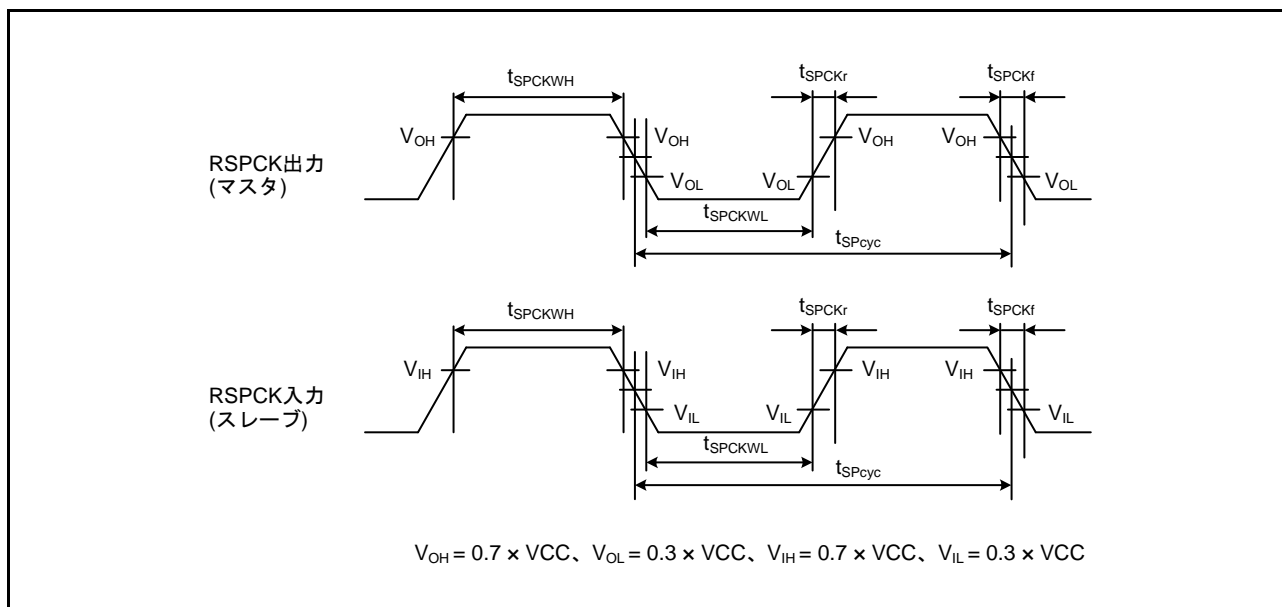 tSPCKWH tSPCKr tSPCKf
VOH VOH VOH VOH
RSPCK出力
(マスタ)
VOL VOL VOL
tSPCKWL
tSPcyc
tSPCKWH tSPCKr tSPCKf
VIH VIH VIH VIH
RSPCK入力
(スレーブ)
VIL VIL VIL
tSPCKWL
tSPcyc
VOH = 0.7 × VCC、VOL = 0.3 × VCC、VIH = 0.7 × VCC、VIL = 0.3 × VCC